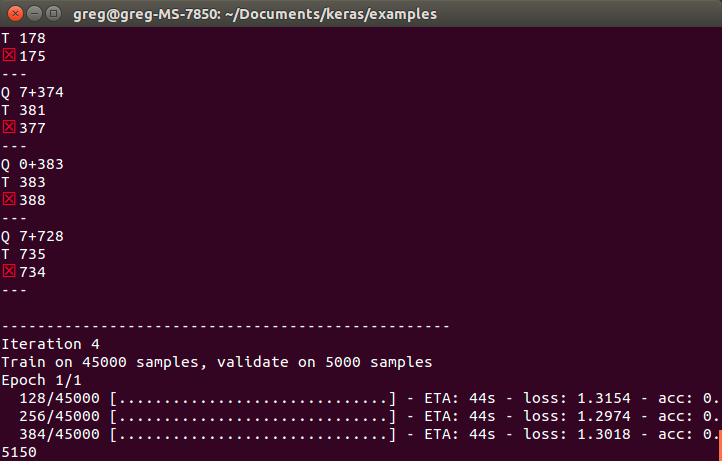 greg@greg-MS-7850: ~/Documents/keras/examples
T 178
☒ 175
---
Q 7+374
T 381
☒ 377
---
Q 0+383
T 383
☒ 388
---
Q 7+728
T 735
☒ 734
---
--------------------------------------------------
Iteration 4
Train on 45000 samples, validate on 5000 samples
Epoch 1/1
128/45000 [..............................] - ETA: 44s - loss: 1.3154 - acc: 0.
256/45000 [..............................] - ETA: 44s - loss: 1.2974 - acc: 0.
384/45000 [..............................] - ETA: 44s - loss: 1.3018 - acc: 0.
5150